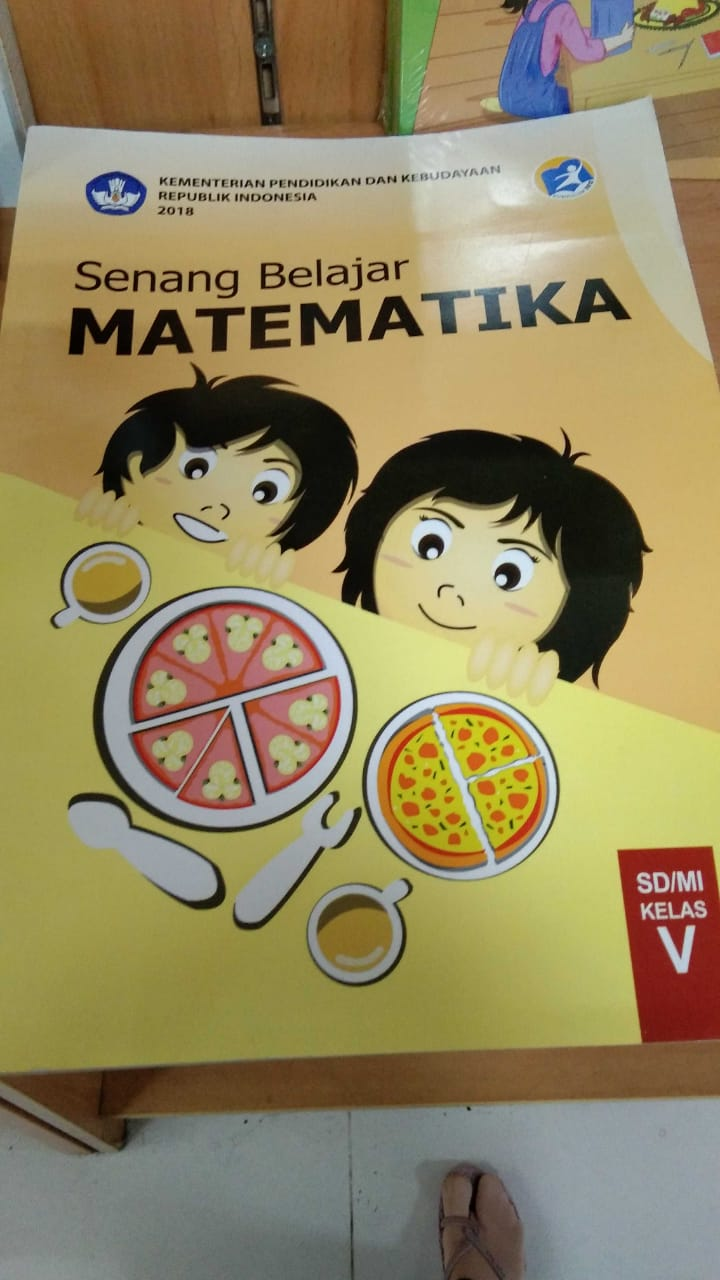 KEMENTERIAN PENDIDIKAN DAN KEBUDAYAAN
REPUBLIK INDONESIA
2018
Senang Belajar
MATEMATIKA
SD/MI
KELAS
V